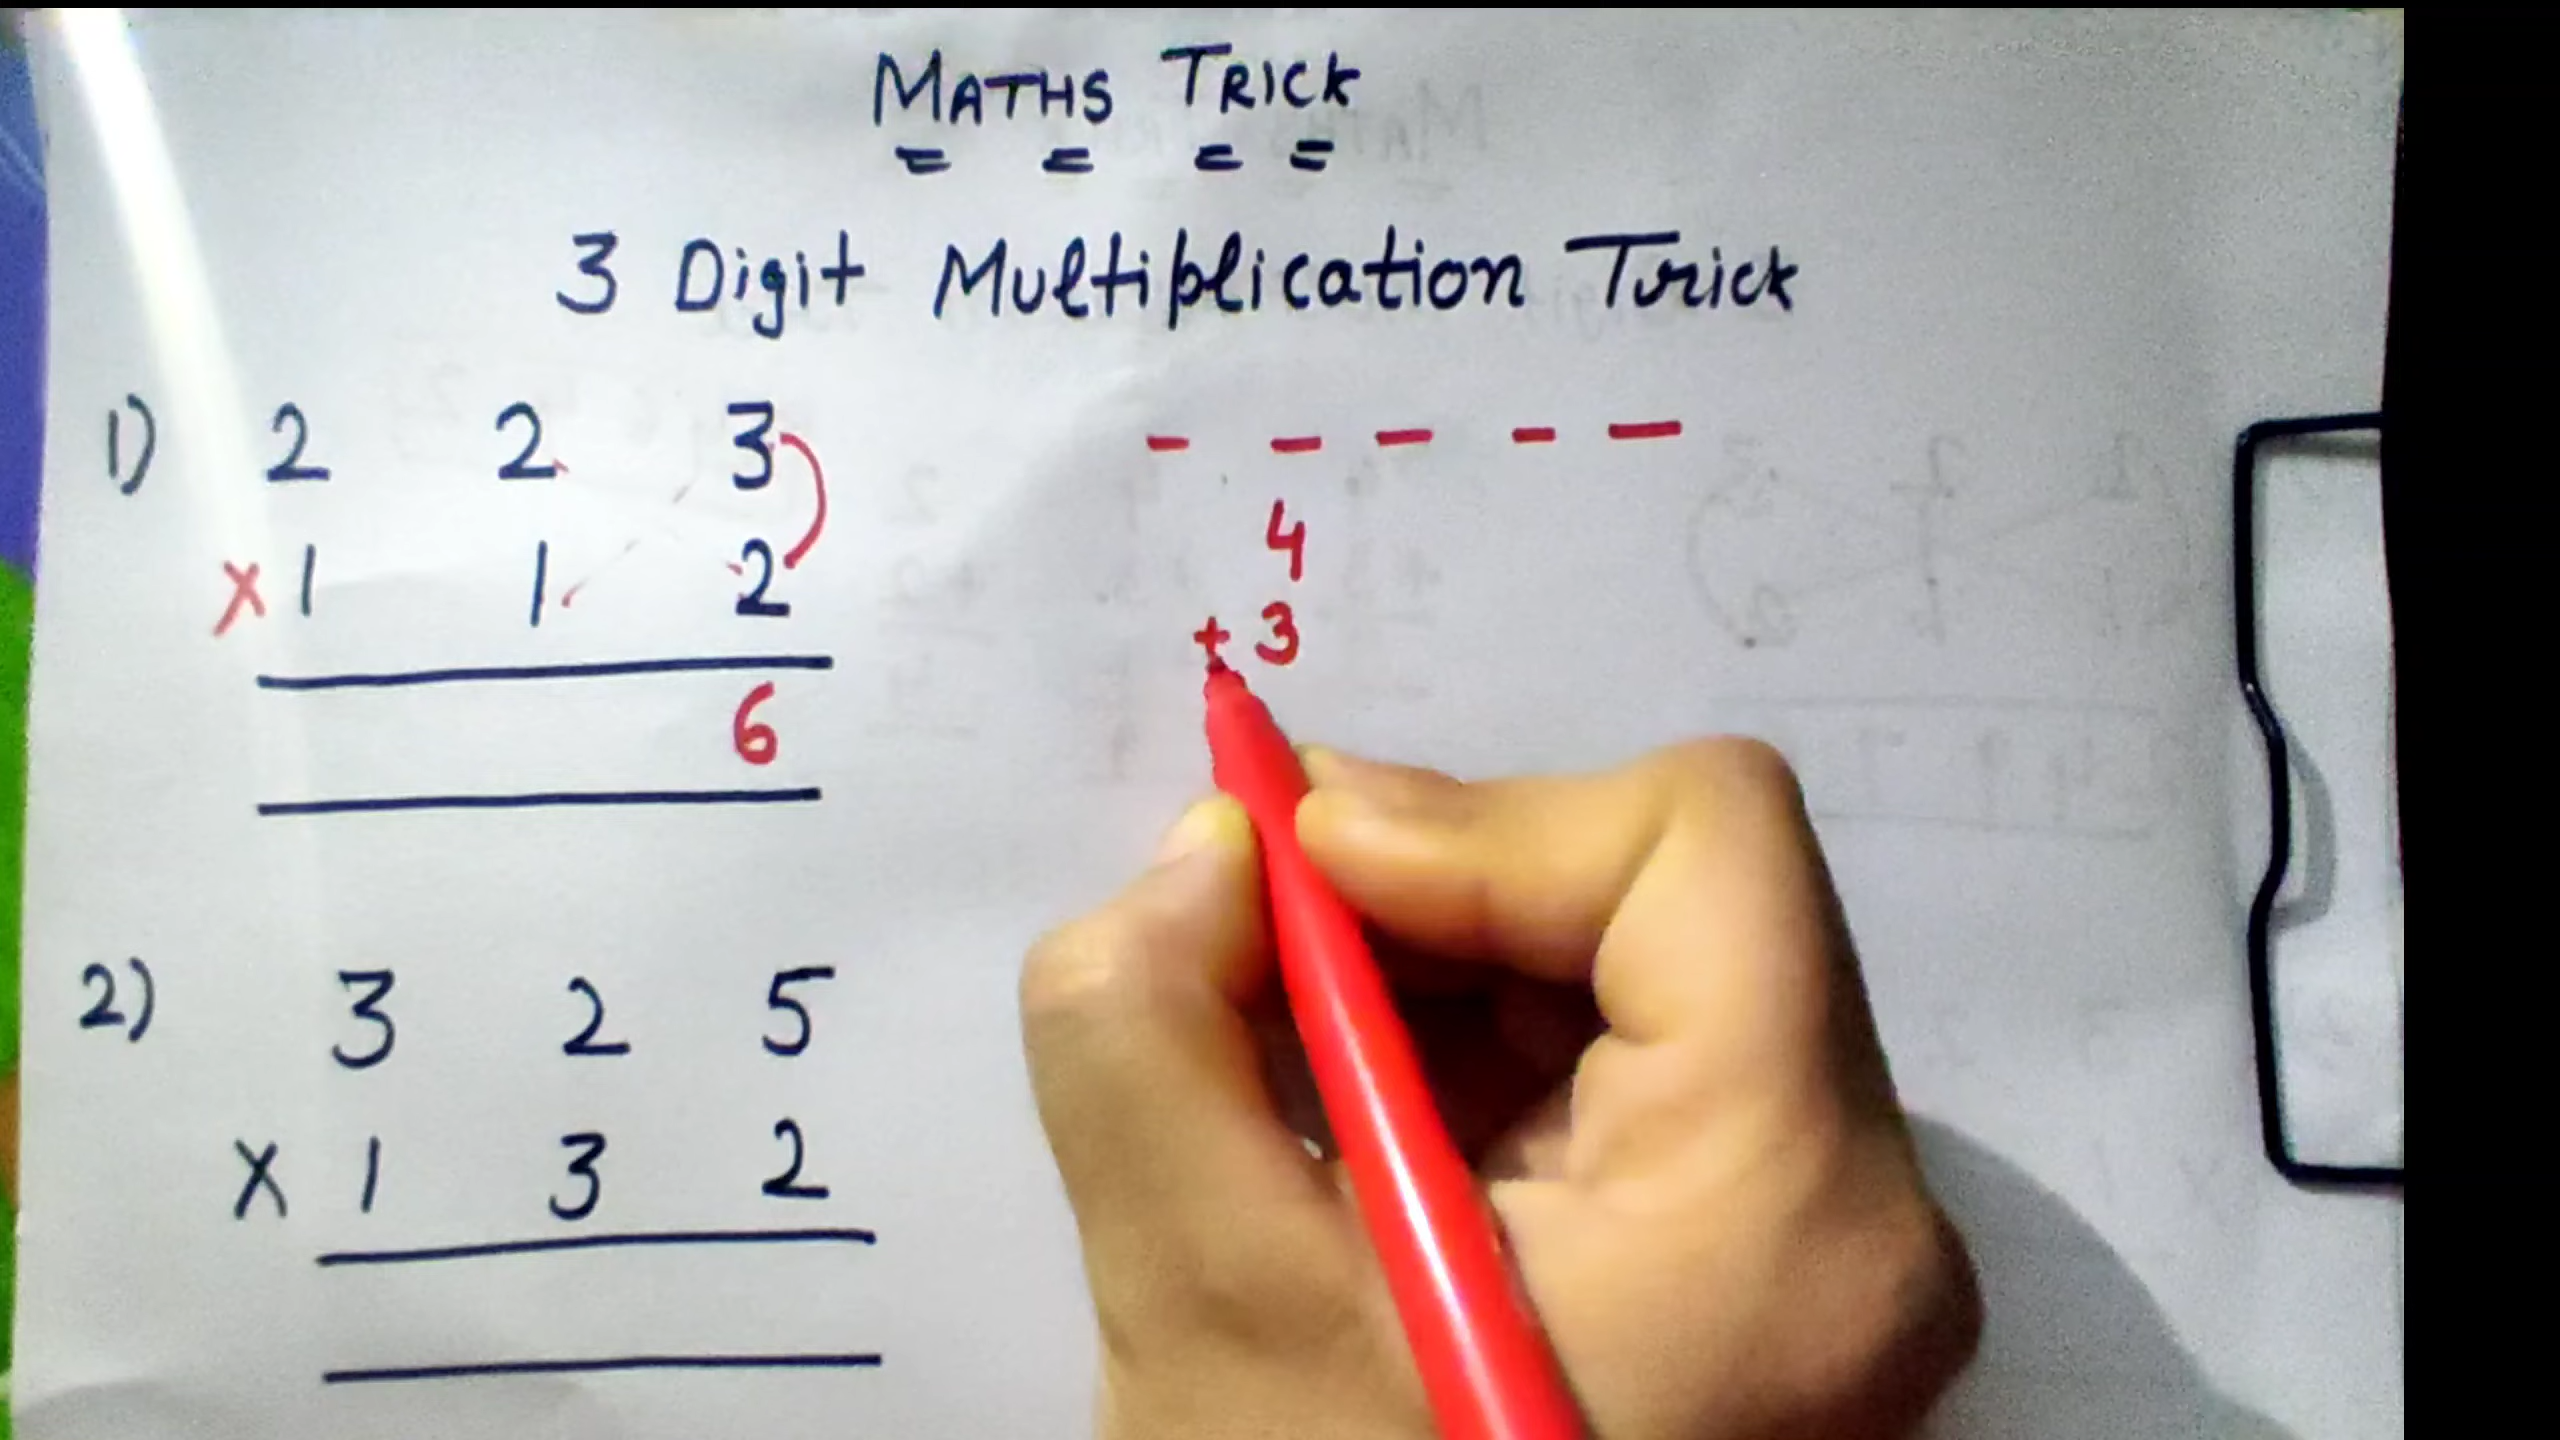 MATHS TRICK
3 Digit Multiplication Trick
1) 2 2 3
x 1 1 2
6
4
+ 3
2) 3 2 5
x 1 3 2